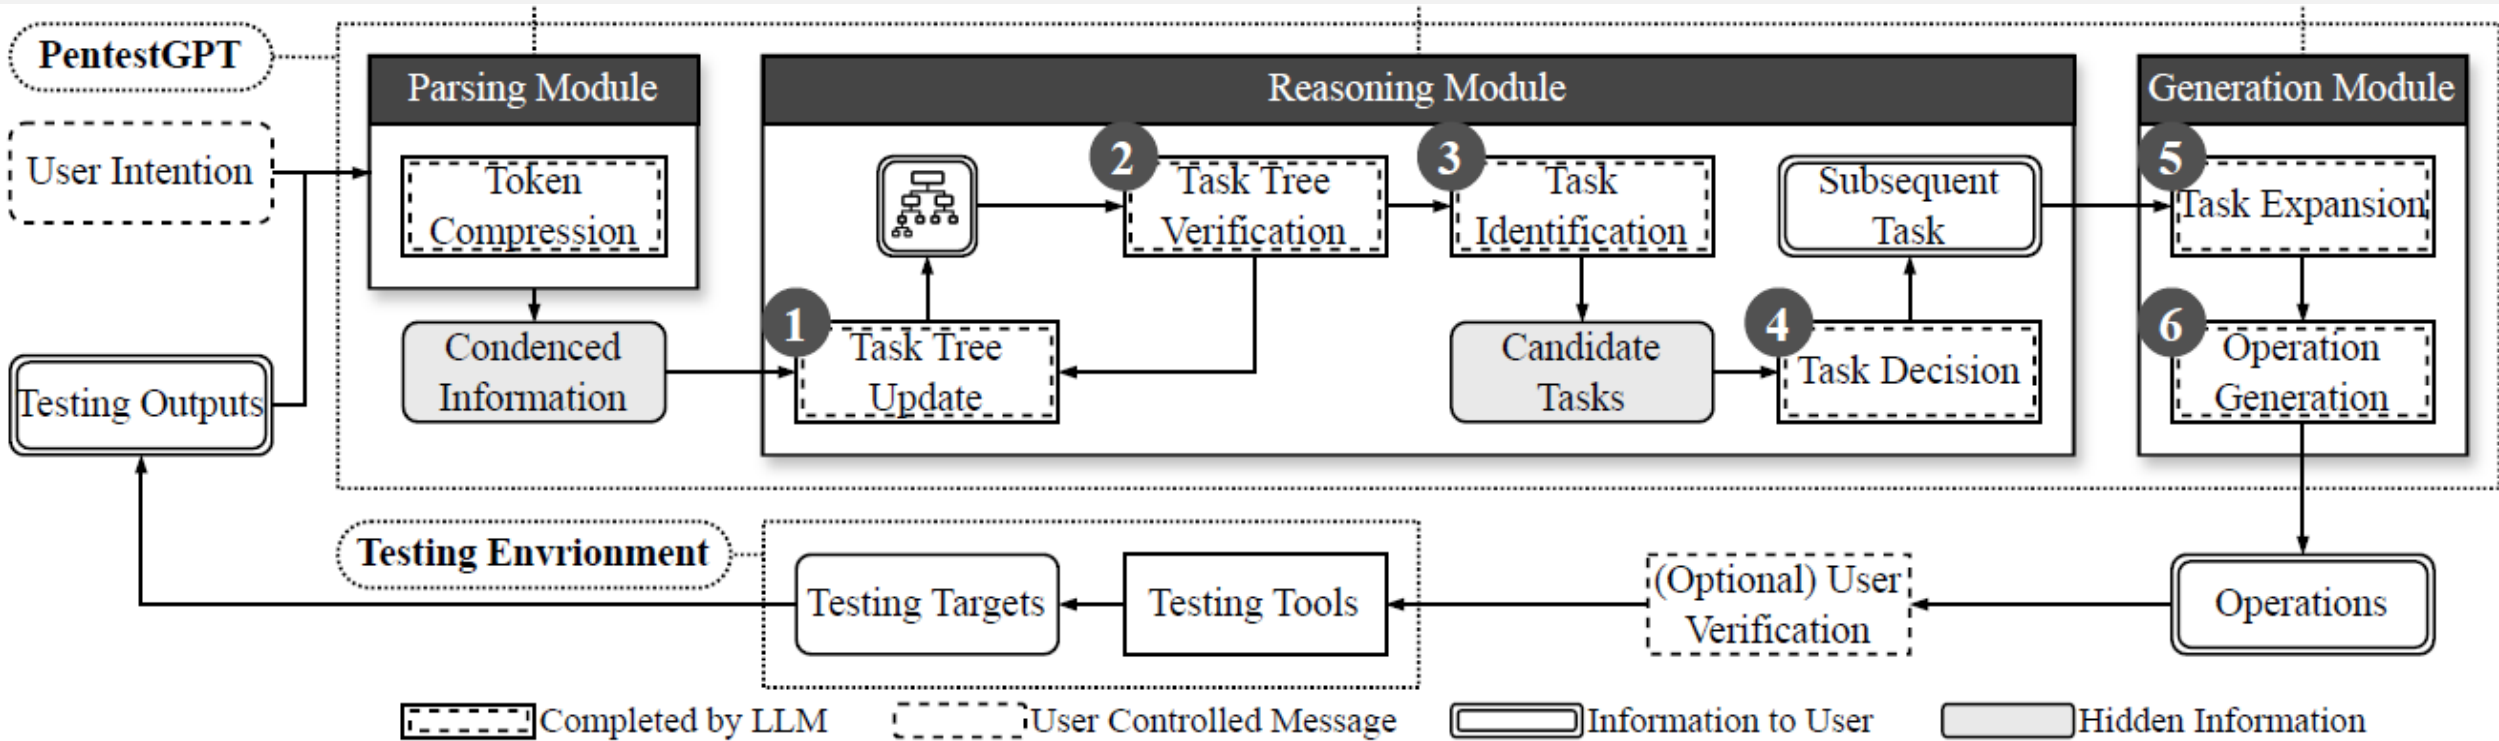 PentestGPT
User Intention
Testing Outputs
Parsing Module
Token
Compression
Condenced
Information
Reasoning Module
1
Task Tree
Update
2
Task Tree
Verification
3
Task
Identification
Candidate
Tasks
4
Task Decision
Subsequent
Task
Generation Module
5
Task Expansion
6
Operation
Generation
Testing Envrionment
Testing Targets
Testing Tools
(Optional) User
Verification
Operations
Completed by LLM
User Controlled Message
Information to User
Hidden Information